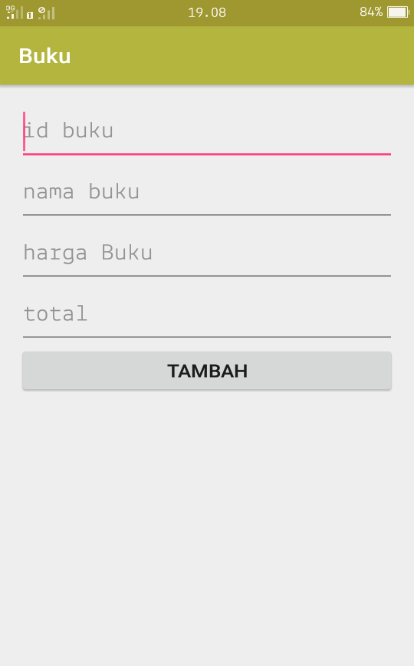 19.08
84%
Buku
id buku
nama buku
harga Buku
total
TAMBAH